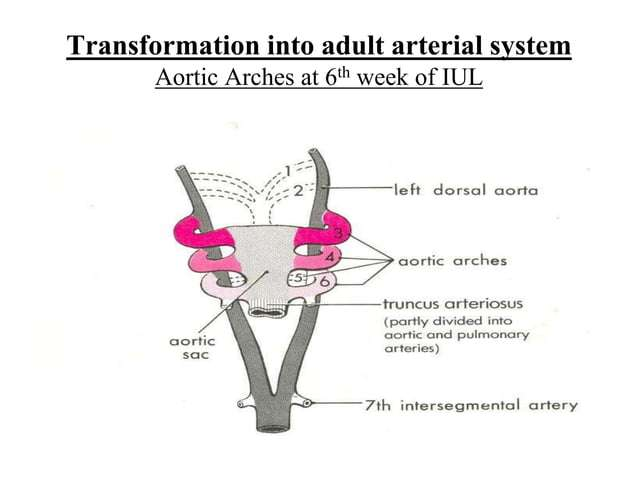 Transformation into adult arterial system
Aortic Arches at 6th week of IUL
1
2
left dorsal aorta
3
4
aortic arches
5
6
truncus arteriosus
(partly divided into
aortic and pulmonary
arteries)
aortic
sac
7th intersegmental artery